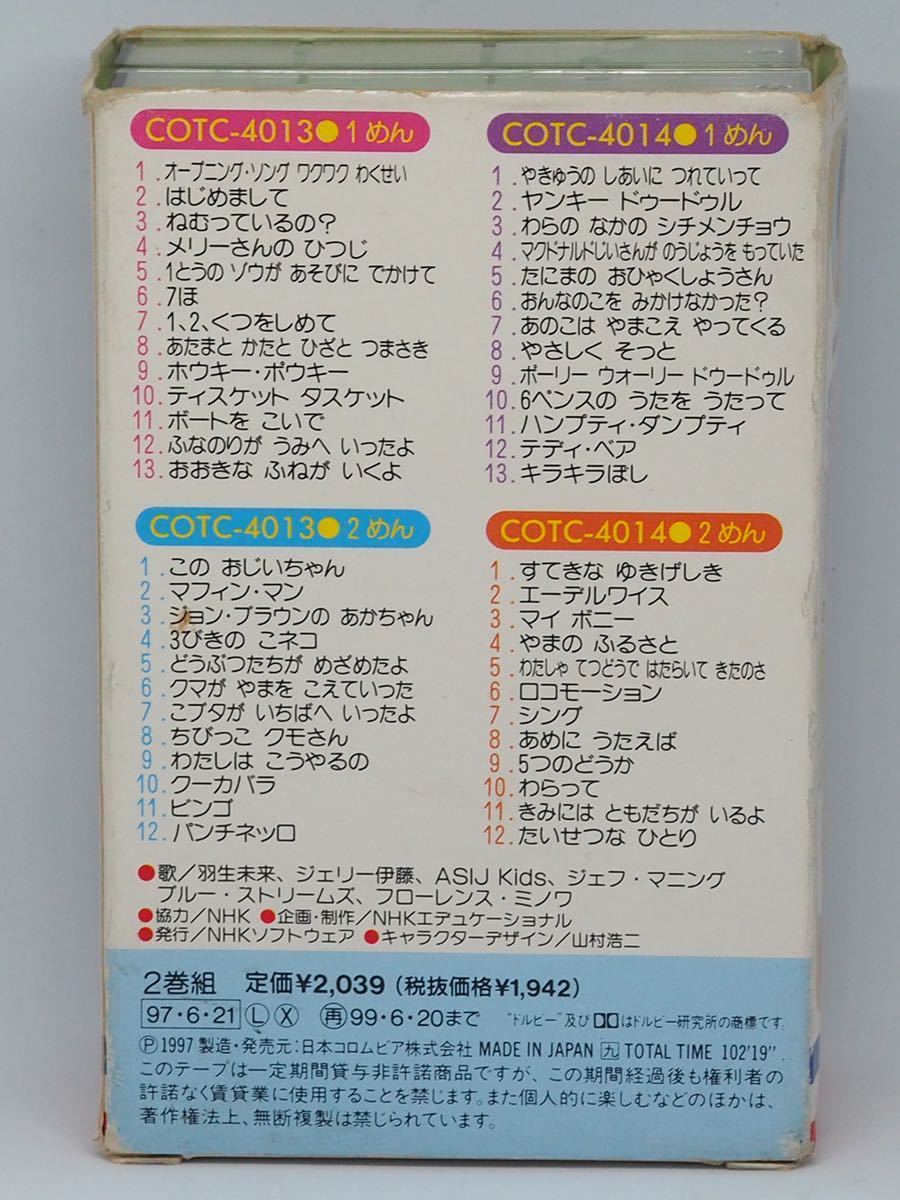 COTC-4013●1めん
1.オープニング・ソング ワクワク わくせい
2.はじめまして
3.ねむっているの?
4.メリーさんの ひつじ
5.1とうの ゾウが あそびに でかけて
6.7ほ
7.1、2、くつをしめて
8.あたまと かたと ひざと つまさき
9.ホウキー・ポウキー
10.ティスケット タスケット
11.ボートを こいで
12.ふなのりが うみへ いったよ
13.おおきな ふねが いくよ
COTC-4014●1めん
1.やきゅうの しあいに つれていって
2.ヤンキー ドゥードゥル
3.わらの なかの シチメンチョウ
4.マクドナルドじいさんが のうじょうを もっていた
5.たにまの おひゃくしょうさん
6.おんなのこを みかけなかった?
7.あのこは やまこえ やってくる
8.やさしく そっと
9.ポーリー ウォーリー ドゥードゥル
10.6ペンスの うたを うたって
11.ハンプティ・ダンプティ
12.テディ・ベア
13.キラキラぼし
COTC-4013●2めん
1.この おじいちゃん
2.マフィン・マン
3.ジョン・ブラウンの あかちゃん
4.3びきの こネコ
5.どうぶつたちが めざめたよ
6.クマが やまを こえていった
7.こブタが いちばへ いったよ
8.ちびっこ クモさん
9.わたしは こうやるの
10.クーカバラ
11.ビンゴ
12.パンチネッロ
COTC-4014●2めん
1.すてきな ゆきげしき
2.エーデルワイス
3.マイ ボニー
4.やまの ふるさと
5.わたしゃ てつどうで はたらいて きたのさ
6.ロコモーション
7.シング
8.あめに うたえば
9.5つのどうか
10.わらって
11.きみには ともだちが いるよ
12.たいせつな ひとり
●歌/羽生未来、ジェリー伊藤、ASIJ Kids、ジェフ・マニング
ブルー・ストリームズ、フローレンス・ミノワ
●協力/NHK ●企画・制作/NHKエデュケーショナル
●発行/NHKソフトウェア ●キャラクターデザイン/山村浩二
2巻組 定価¥2,039(税抜価格¥1,942)
97・6・21 Ⓛ Ⓧ ㊢99・6・20まで "ドルビー"及びDDはドルビー研究所の商標です。
Ⓟ1997 製造・発売元:日本コロムビア株式会社 MADE IN JAPAN 九 TOTAL TIME 102'19"
このテープは一定期間貸与非許諾商品ですが、この期間経過後も権利者の
許諾なく賃貸業に使用することを禁じます。また個人的に楽しむなどのほかは、
著作権法上、無断複製は禁じられています。